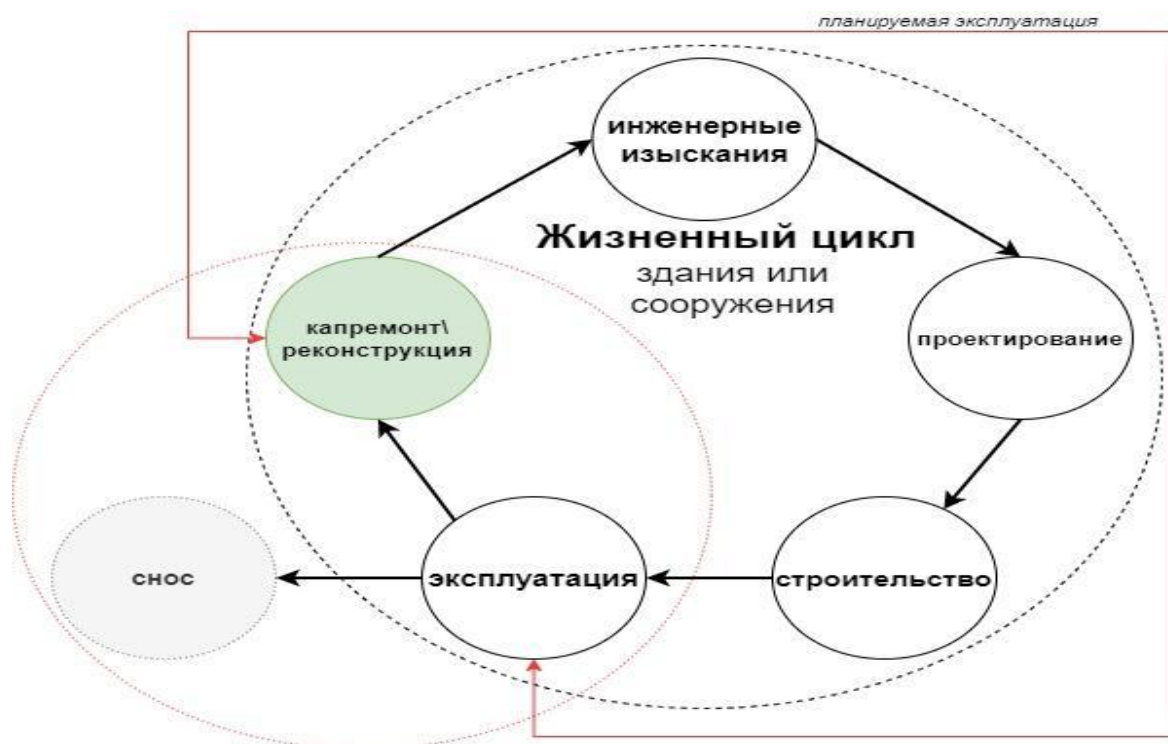 планируемая эксплуатация
инженерные
изыскания
Жизненный цикл
здания или
сооружения
капремонт\
реконструкция
проектирование
снос
эксплуатация
строительство